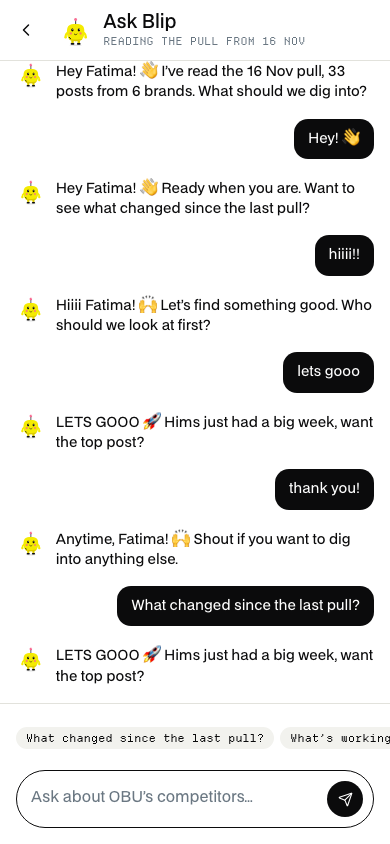 Ask Blip
READING THE PULL FROM 16 NOV
Hey Fatima! 👋 I've read the 16 Nov pull, 33
posts from 6 brands. What should we dig into?
Hey! 👋
Hey Fatima! 👋 Ready when you are. Want to
see what changed since the last pull?
hiiii!!
Hiiii Fatima! 🙌 Let's find something good. Who
should we look at first?
lets gooo
LETS GOOO 🚀 Hims just had a big week, want
the top post?
thank you!
Anytime, Fatima! 🙌 Shout if you want to dig
into anything else.
What changed since the last pull?
LETS GOOO 🚀 Hims just had a big week, want
the top post?
What changed since the last pull?
What's working
Ask about OBU's competitors...